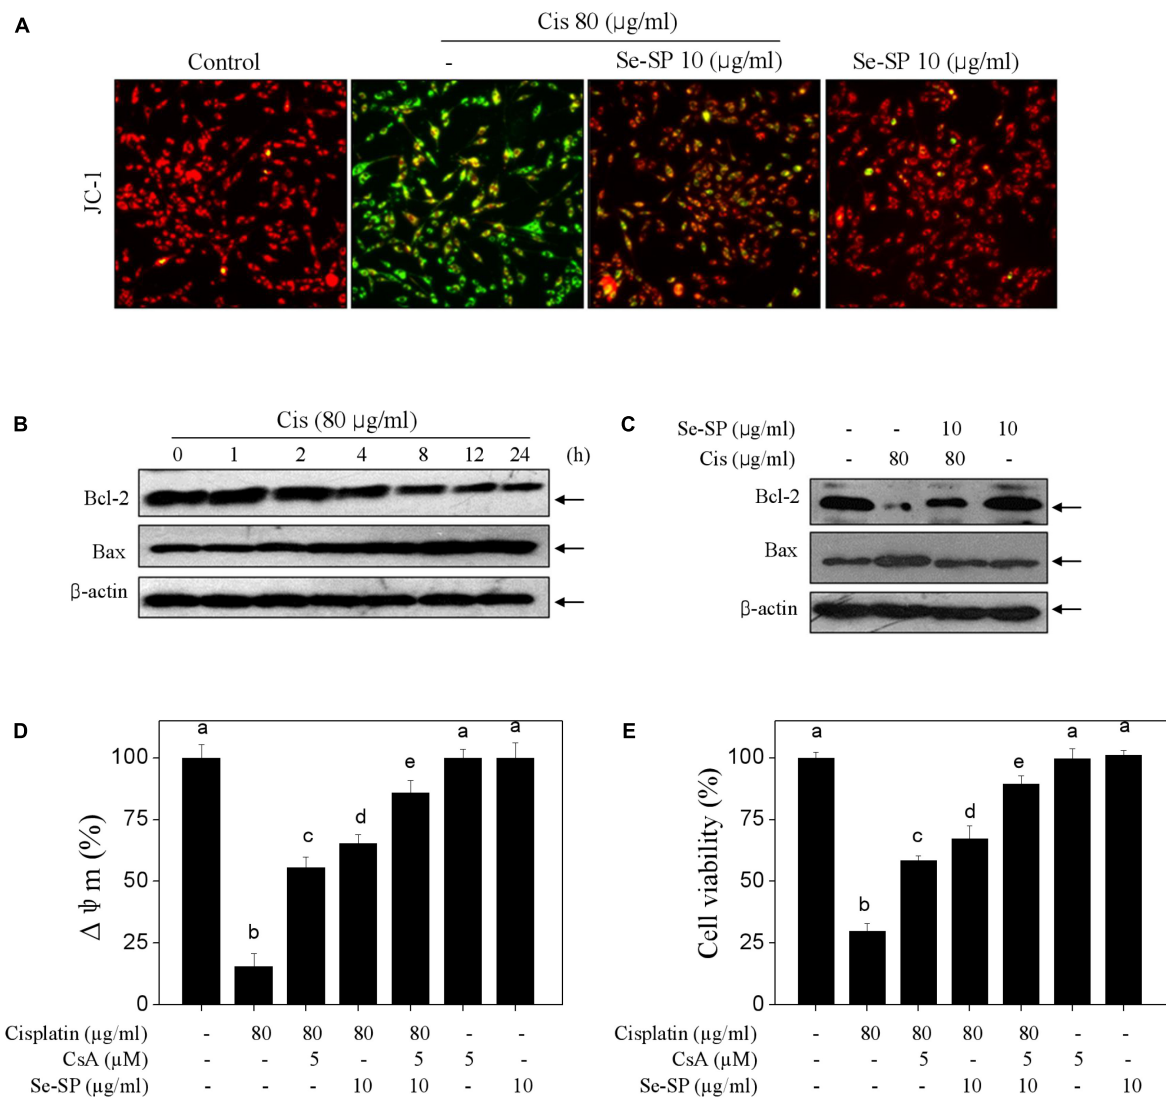 A
Cis 80 (µg/ml)
Control - Se-SP 10 (µg/ml) Se-SP 10 (µg/ml)
JC-1
B
Cis (80 µg/ml)
0 1 2 4 8 12 24 (h)
Bcl-2
Bax
β-actin
C
Se-SP (µg/ml) - - 10 10
Cis (µg/ml) - 80 80 -
Bcl-2
Bax
β-actin
D
Δ ψ m (%)
100
75
50
25
0
a b c d e a a
Cisplatin (µg/ml) - 80 80 80 80 - -
CsA (µM) - - 5 - 5 5 -
Se-SP (µg/ml) - - - 10 10 - 10
E
Cell viability (%)
100
75
50
25
0
a b c d e a a
Cisplatin (µg/ml) - 80 80 80 80 - -
CsA (µM) - - 5 - 5 5 -
Se-SP (µg/ml) - - - 10 10 - 10